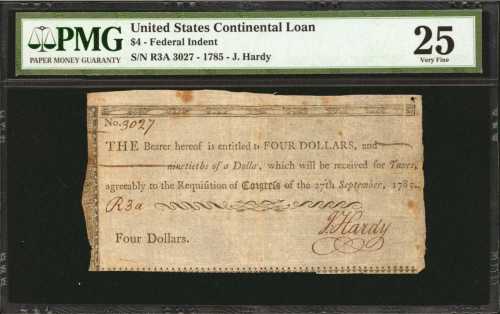 PMG
PAPER MONEY GUARANTY
United States Continental Loan
$4 - Federal Indent
S/N R3A 3027 - 1785 - J. Hardy
25
Very Fine
No. 3027
THE Bearer hereof is entitled to FOUR DOLLARS, and
ninetieths of a Dollar, which will be received for Taxes,
agreeably to the Requisition of Congress of the 27th September, 1785.
R3a
J. Hardy
Four Dollars.